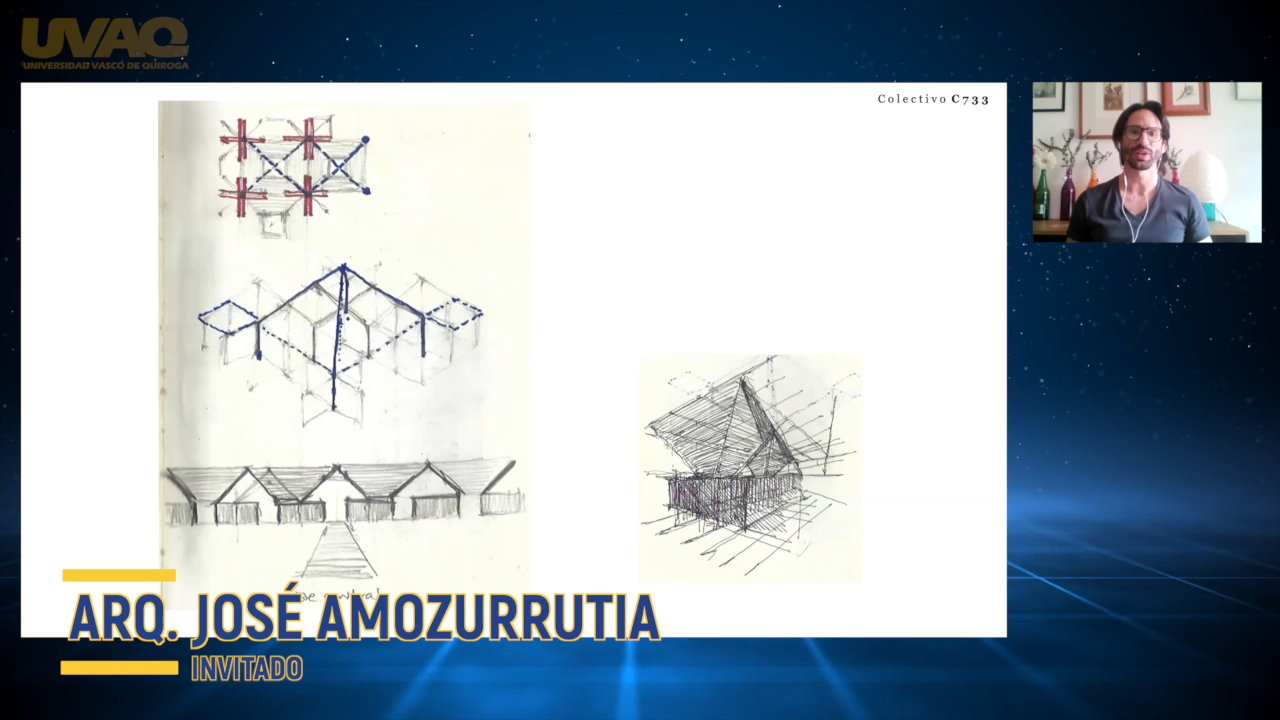 UVAQ
UNIVERSIDAD VASCO DE QUIROGA
Colectivo C733
ARQ. JOSÉ AMOZURRUTIA
INVITADO